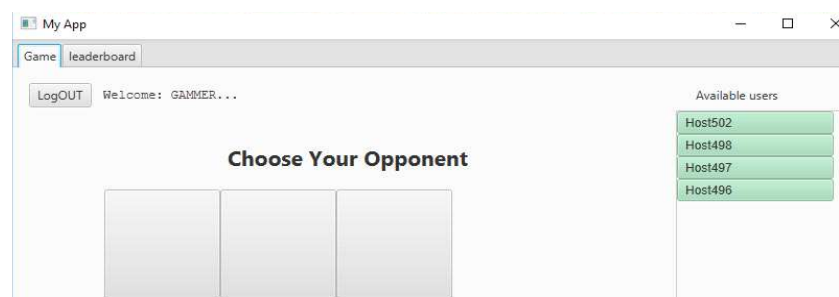 My App
Game leaderboard
LogOUT Welcome: GAMMER...
Available users
Host502
Host498
Host497
Host496
Choose Your Opponent